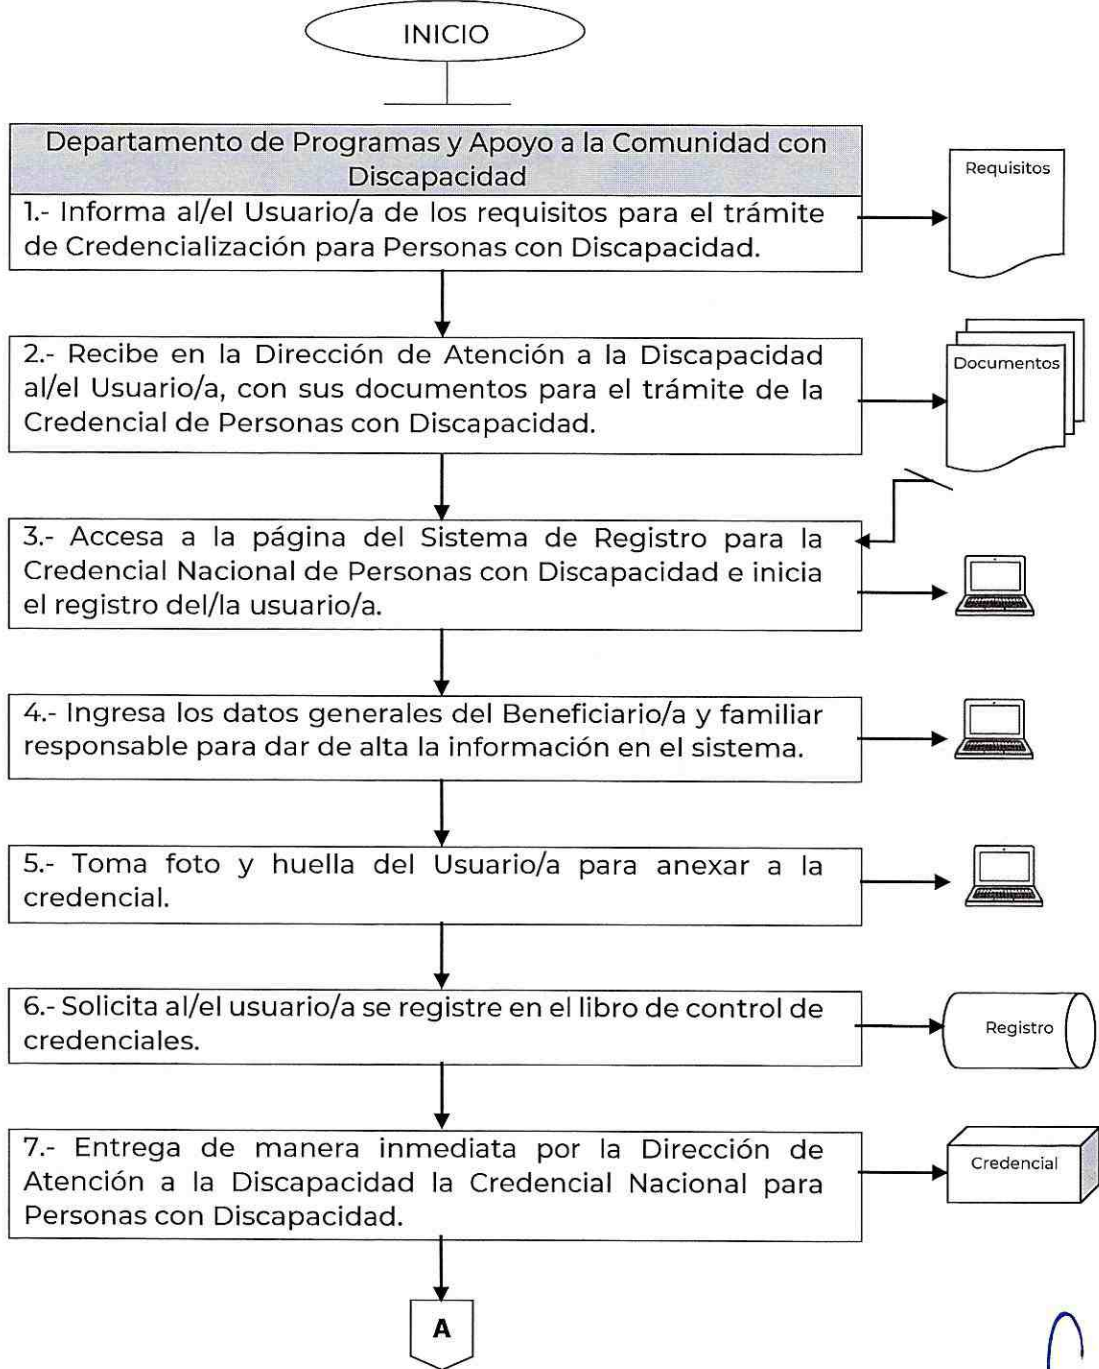 INICIO
Departamento de Programas y Apoyo a la Comunidad con
Discapacidad
1.- Informa al/el Usuario/a de los requisitos para el trámite
de Credencialización para Personas con Discapacidad.
Requisitos
2.- Recibe en la Dirección de Atención a la Discapacidad
al/el Usuario/a, con sus documentos para el trámite de la
Credencial de Personas con Discapacidad.
Documentos
3.- Accesa a la página del Sistema de Registro para la
Credencial Nacional de Personas con Discapacidad e inicia
el registro del/la usuario/a.
4.- Ingresa los datos generales del Beneficiario/a y familiar
responsable para dar de alta la información en el sistema.
5.- Toma foto y huella del Usuario/a para anexar a la
credencial.
6.- Solicita al/el usuario/a se registre en el libro de control de
credenciales.
Registro
7.- Entrega de manera inmediata por la Dirección de
Atención a la Discapacidad la Credencial Nacional para
Personas con Discapacidad.
Credencial
A